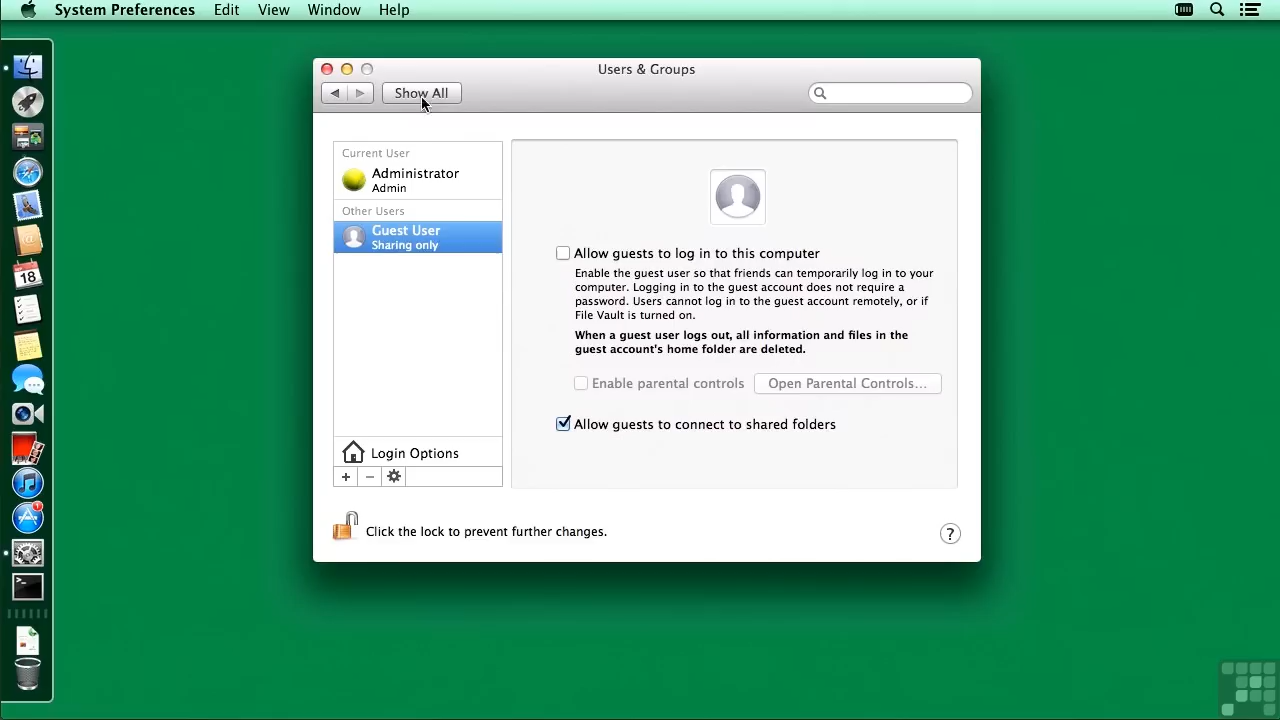 System Preferences Edit View Window Help
Users & Groups
Show All
Current User
Administrator
Admin
Other Users
Guest User
Sharing only
Login Options
Allow guests to log in to this computer
Enable the guest user so that friends can temporarily log in to your
computer. Logging in to the guest account does not require a
password. Users cannot log in to the guest account remotely, or if
File Vault is turned on.
When a guest user logs out, all information and files in the
guest account's home folder are deleted.
Enable parental controls Open Parental Controls...
Allow guests to connect to shared folders
Click the lock to prevent further changes.
?
18
1